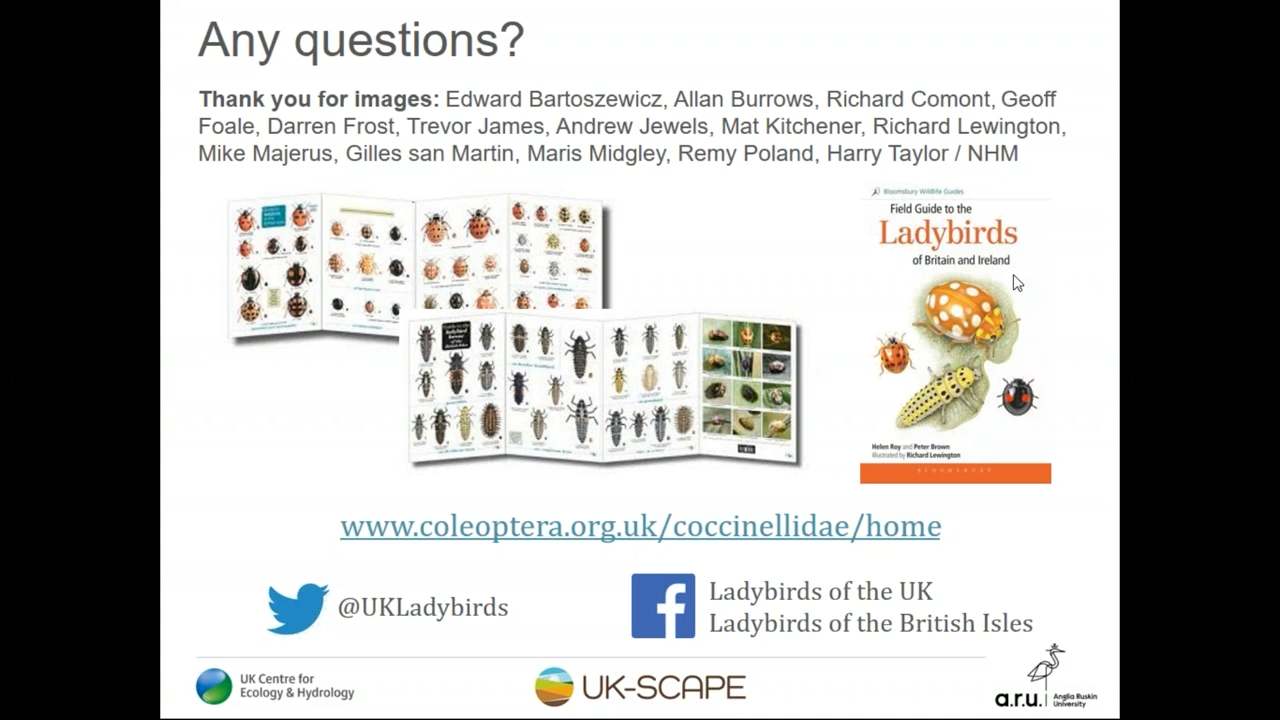 Any questions?
Thank you for images: Edward Bartoszewicz, Allan Burrows, Richard Comont, Geoff
Foale, Darren Frost, Trevor James, Andrew Jewels, Mat Kitchener, Richard Lewington,
Mike Majerus, Gilles san Martin, Maris Midgley, Remy Poland, Harry Taylor / NHM
Bloomsbury Wildlife Guides
Field Guide to the
Ladybirds
of Britain and Ireland
Helen Roy and Peter Brown
Illustrated by Richard Lewington
BLOOMSBURY
www.coleoptera.org.uk/coccinellidae/home
@UKLadybirds
Ladybirds of the UK
Ladybirds of the British Isles
UK Centre for
Ecology & Hydrology
UK-SCAPE
a.r.u.
Anglia Ruskin
University